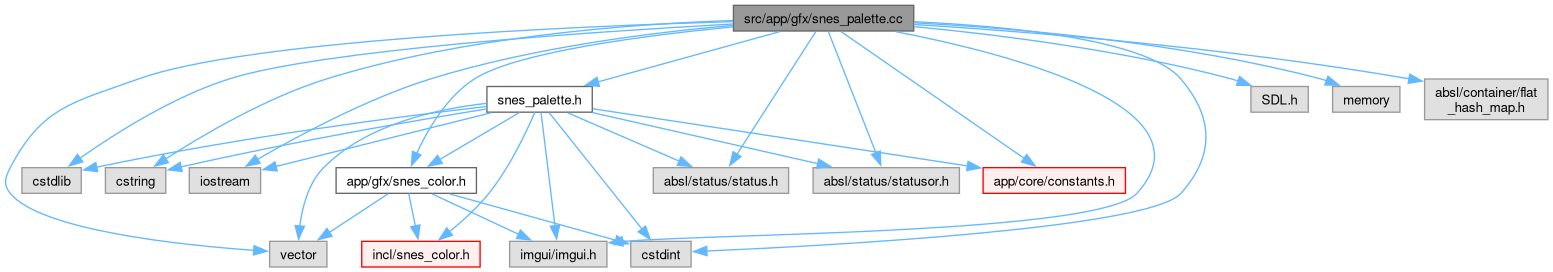 src/app/gfx/snes_palette.cc
snes_palette.h
SDL.h
memory
absl/container/flat
_hash_map.h
cstdlib
cstring
iostream
app/gfx/snes_color.h
absl/status/status.h
absl/status/statusor.h
app/core/constants.h
vector
incl/snes_color.h
imgui/imgui.h
cstdint